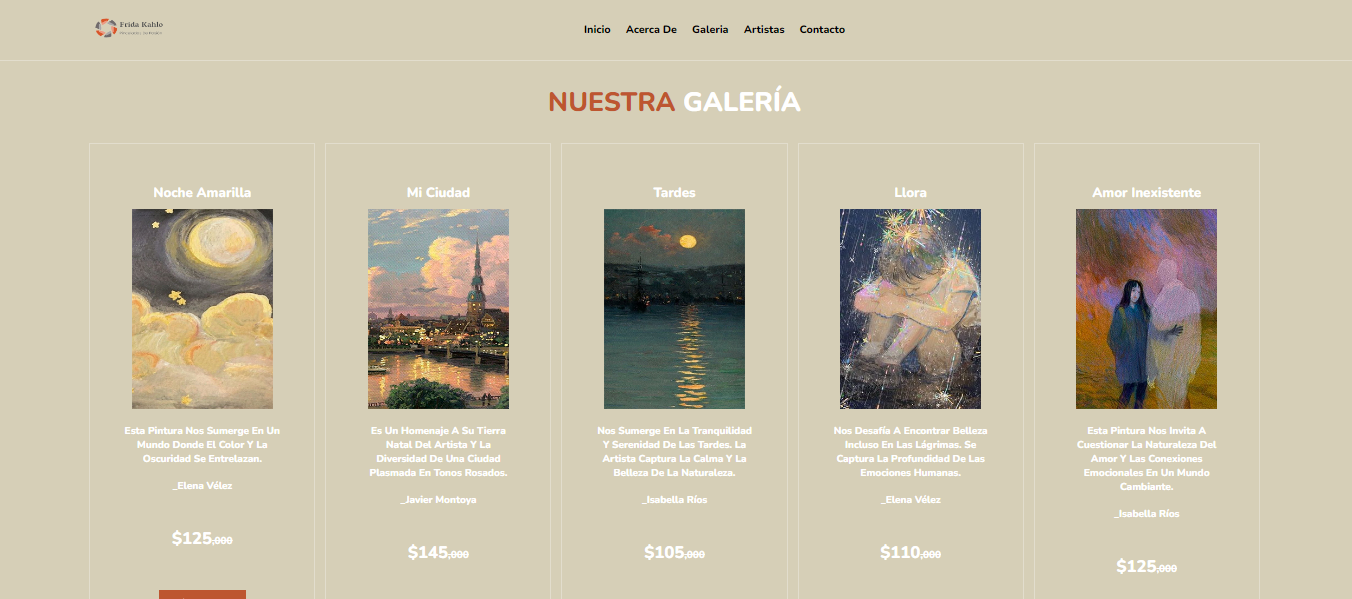 Frida Kahlo
Inicio Acerca De Galeria Artistas Contacto
NUESTRA GALERÍA
Noche Amarilla
Esta Pintura Nos Sumerge En Un
Mundo Donde El Color Y La
Oscuridad Se Entrelazan.
_Elena Vélez
$125,000
Mi Ciudad
Es Un Homenaje A Su Tierra
Natal Del Artista Y La
Diversidad De Una Ciudad
Plasmada En Tonos Rosados.
_Javier Montoya
$145,000
Tardes
Nos Sumerge En La Tranquilidad
Y Serenidad De Las Tardes. La
Artista Captura La Calma Y La
Belleza De La Naturaleza.
_Isabella Ríos
$105,000
Llora
Nos Desafía A Encontrar Belleza
Incluso En Las Lágrimas. Se
Captura La Profundidad De Las
Emociones Humanas.
_Elena Vélez
$110,000
Amor Inexistente
Esta Pintura Nos Invita A
Cuestionar La Naturaleza Del
Amor Y Las Conexiones
Emocionales En Un Mundo
Cambiante.
_Isabella Ríos
$125,000